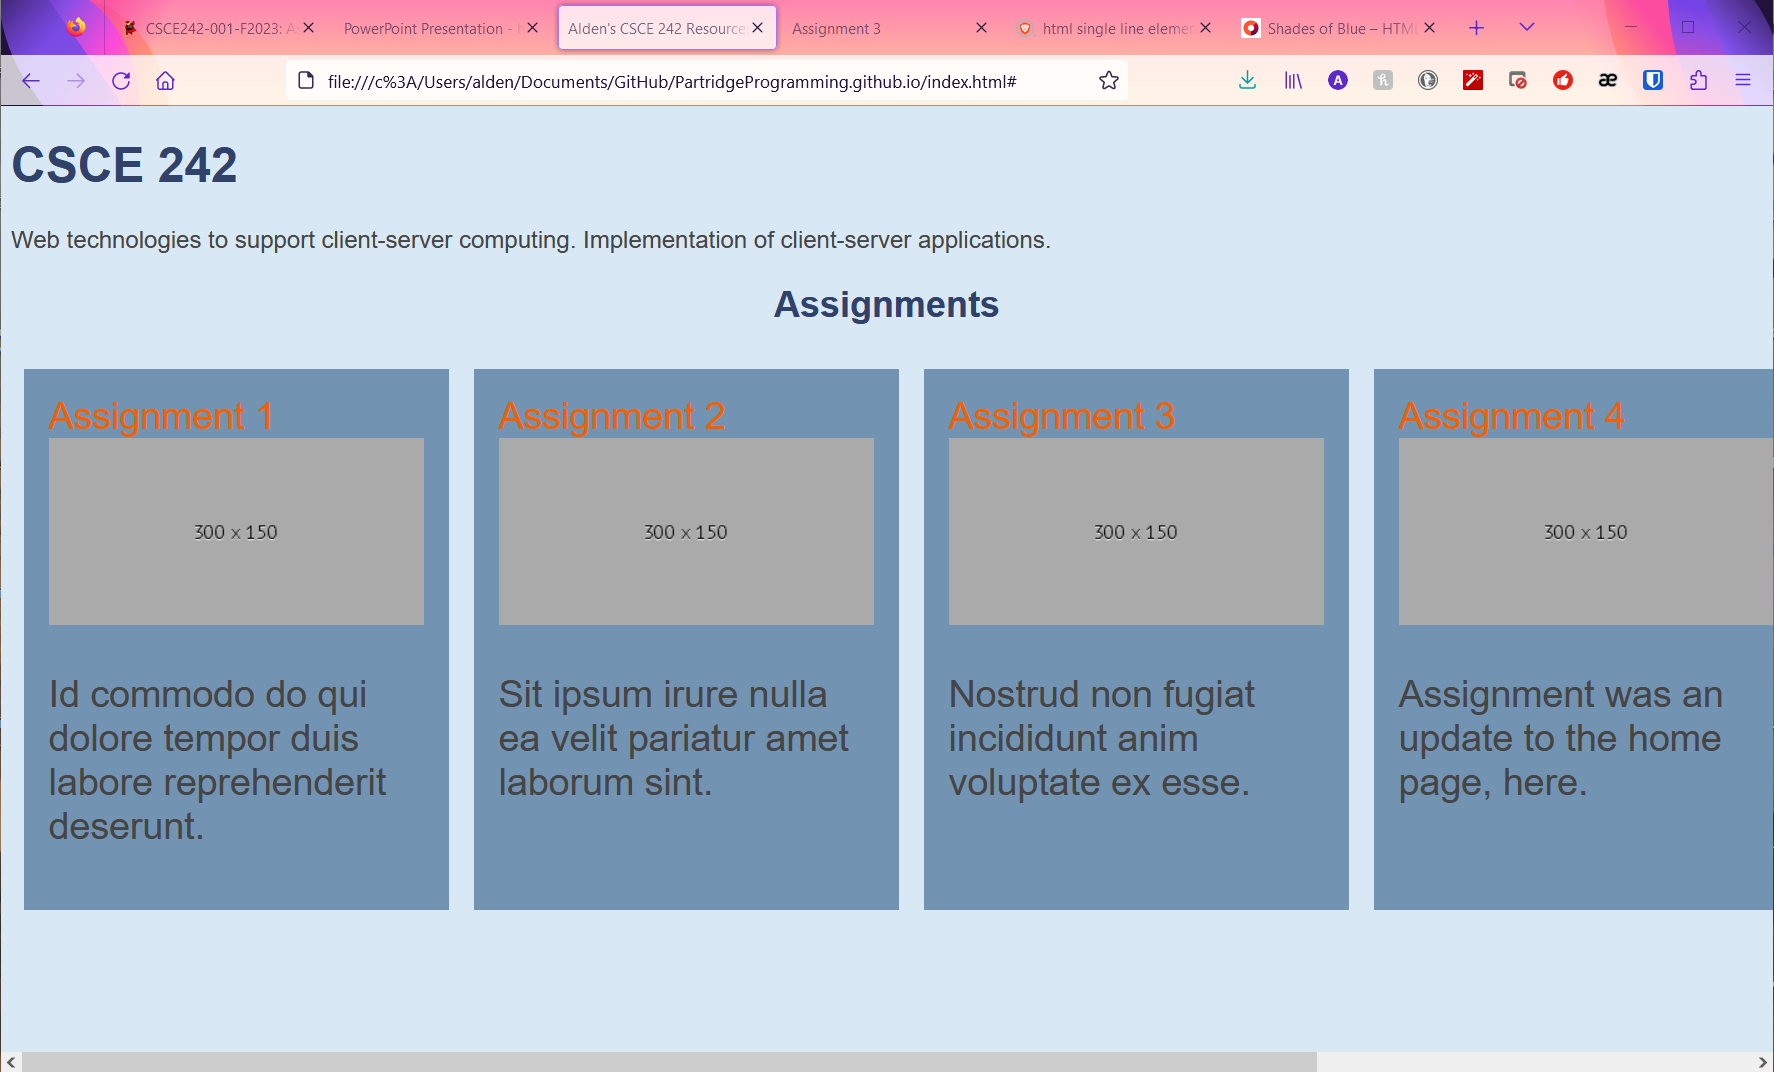 CSCE242-001-F2023: A
PowerPoint Presentation -
Alden's CSCE 242 Resource
Assignment 3
html single line elemen
Shades of Blue – HTML
file:///c%3A/Users/alden/Documents/GitHub/PartridgeProgramming.github.io/index.html#
A
æ
CSCE 242
Web technologies to support client-server computing. Implementation of client-server applications.
Assignments
Assignment 1
300 x 150
Id commodo do qui
dolore tempor duis
labore reprehenderit
deserunt.
Assignment 2
300 x 150
Sit ipsum irure nulla
ea velit pariatur amet
laborum sint.
Assignment 3
300 x 150
Nostrud non fugiat
incididunt anim
voluptate ex esse.
Assignment 4
300 x 150
Assignment was an
update to the home
page, here.